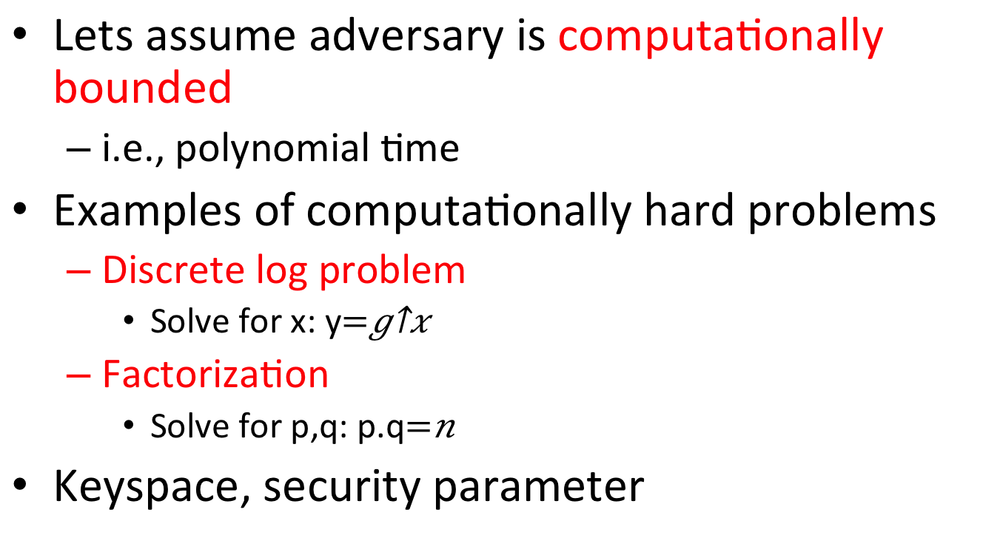 • Lets assume adversary is computationally
bounded
– i.e., polynomial time
• Examples of computationally hard problems
– Discrete log problem
• Solve for x: y=𝑔↑𝑥
– Factorization
• Solve for p,q: p.q=𝑛
• Keyspace, security parameter